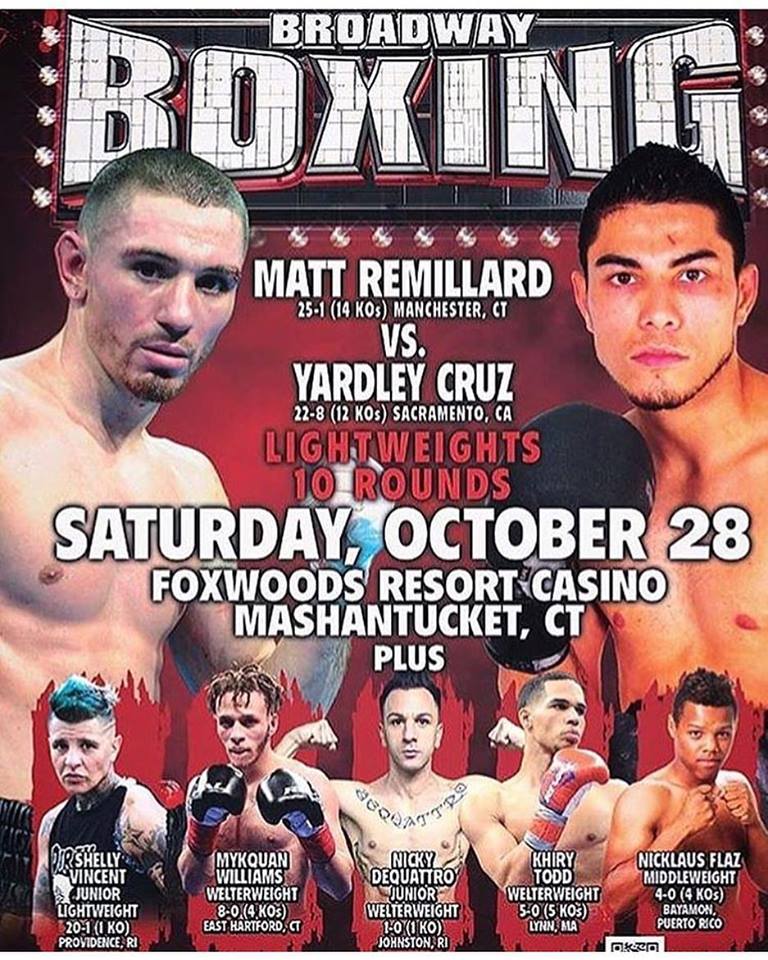 BROADWAY
BOXING
MATT REMILLARD
25-1 (14 KOs) MANCHESTER, CT
VS.
YARDLEY CRUZ
22-8 (12 KOs) SACRAMENTO, CA
LIGHTWEIGHTS
10 ROUNDS
SATURDAY, OCTOBER 28
FOXWOODS RESORT CASINO
MASHANTUCKET, CT
PLUS
DEQUATTRO
SHELLY
VINCENT
JUNIOR
LIGHTWEIGHT
20-1 (1 KO)
PROVIDENCE, RI
MYKQUAN
WILLIAMS
WELTERWEIGHT
8-0 (4 KOs)
EAST HARTFORD, CT
NICKY
DEQUATTRO
JUNIOR
WELTERWEIGHT
1-0 (1 KO)
JOHNSTON, RI
KHIRY
TODD
WELTERWEIGHT
5-0 (5 KOs)
LYNN, MA
NICKLAUS FLAZ
MIDDLEWEIGHT
4-0 (4 KOs)
BAYAMON,
PUERTO RICO